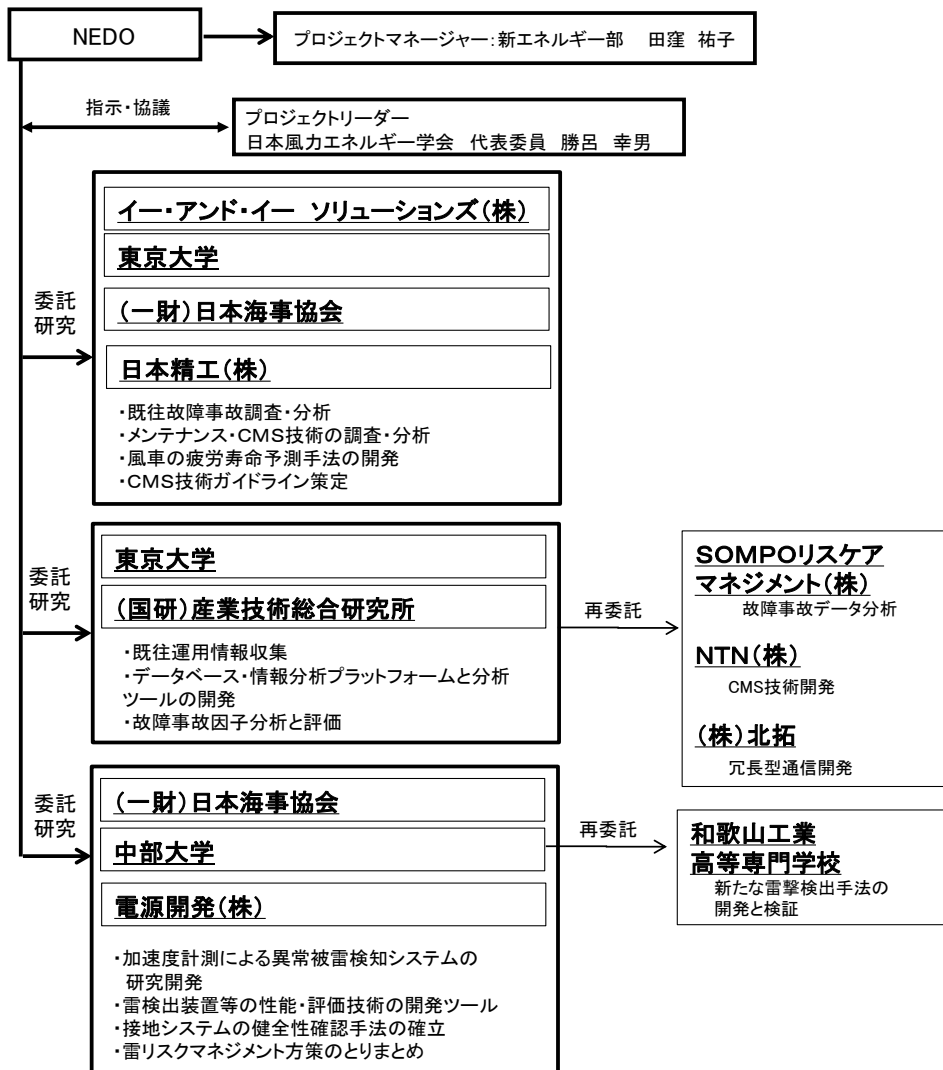 NEDO
プロジェクトマネージャー:新エネルギー部 田窪 祐子
指示・協議
プロジェクトリーダー
日本風力エネルギー学会 代表委員 勝呂 幸男
委託
研究
イー・アンド・イー ソリューションズ(株)
東京大学
(一財)日本海事協会
日本精工(株)
・既往故障事故調査・分析
・メンテナンス・CMS技術の調査・分析
・風車の疲労寿命予測手法の開発
・CMS技術ガイドライン策定
委託
研究
東京大学
(国研)産業技術総合研究所
・既往運用情報収集
・データベース・情報分析プラットフォームと分析
ツールの開発
・故障事故因子分析と評価
再委託
SOMPOリスケア
マネジメント(株)
故障事故データ分析
NTN(株)
CMS技術開発
(株)北拓
冗長型通信開発
委託
研究
(一財)日本海事協会
中部大学
電源開発(株)
・加速度計測による異常被雷検知システムの
研究開発
・雷検出装置等の性能・評価技術の開発ツール
・接地システムの健全性確認手法の確立
・雷リスクマネジメント方策のとりまとめ
再委託
和歌山工業
高等専門学校
新たな雷撃検出手法の
開発と検証